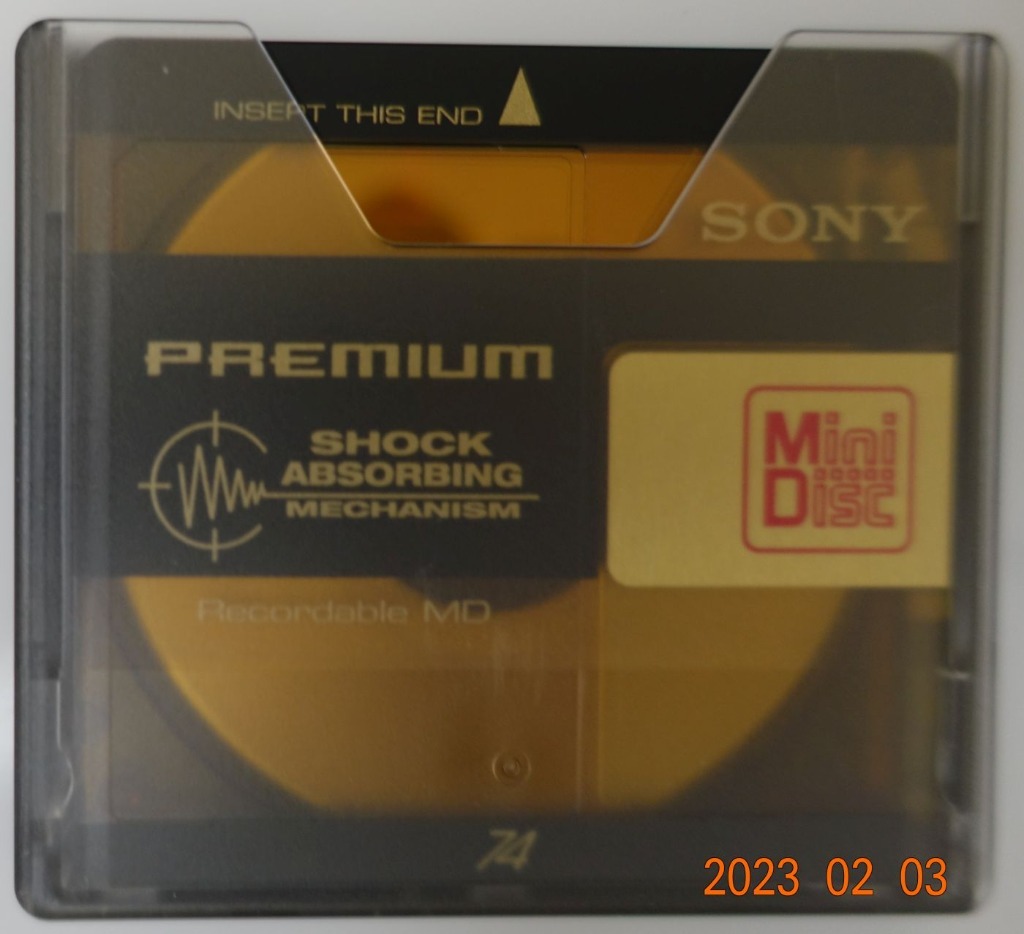 INSERT THIS END
SONY
PREMIUM
SHOCK
ABSORBING
MECHANISM
Mini
Disc
Recordable MD
74
2023 02 03